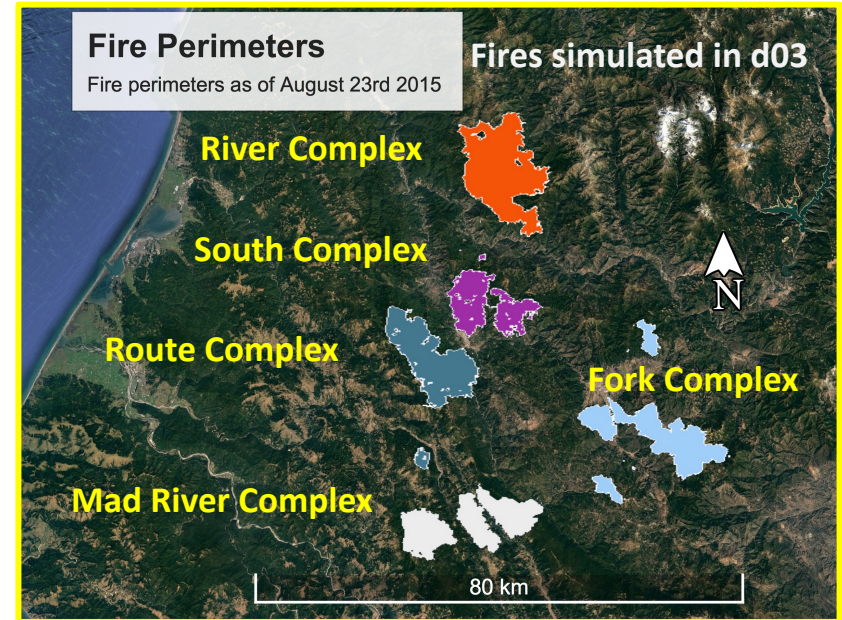 Fire Perimeters
Fire perimeters as of August 23rd 2015
Fires simulated in d03
River Complex
South Complex
Route Complex
Fork Complex
Mad River Complex
N
80 km